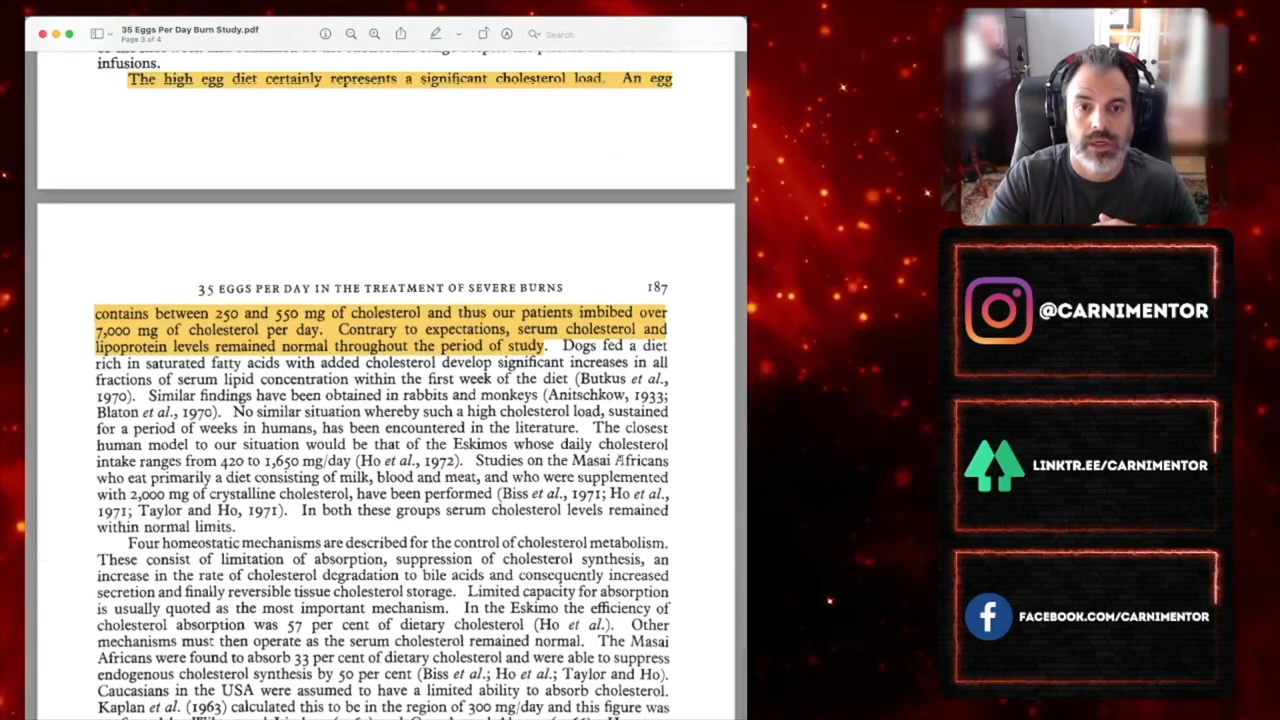 35 Eggs Per Day Burn Study.pdf
Page 3 of 4
Search
infusions.
The high egg diet certainly represents a significant cholesterol load. An egg
35 EGGS PER DAY IN THE TREATMENT OF SEVERE BURNS 187
contains between 250 and 550 mg of cholesterol and thus our patients imbibed over
7,000 mg of cholesterol per day. Contrary to expectations, serum cholesterol and
lipoprotein levels remained normal throughout the period of study. Dogs fed a diet
rich in saturated fatty acids with added cholesterol develop significant increases in all
fractions of serum lipid concentration within the first week of the diet (Butkus et al.,
1970). Similar findings have been obtained in rabbits and monkeys (Anitschkow, 1933;
Blaton et al., 1970). No similar situation whereby such a high cholesterol load, sustained
for a period of weeks in humans, has been encountered in the literature. The closest
human model to our situation would be that of the Eskimos whose daily cholesterol
intake ranges from 420 to 1,650 mg/day (Ho et al., 1972). Studies on the Masai Africans
who eat primarily a diet consisting of milk, blood and meat, and who were supplemented
with 2,000 mg of crystalline cholesterol, have been performed (Biss et al., 1971; Ho et al.,
1971; Taylor and Ho, 1971). In both these groups serum cholesterol levels remained
within normal limits.
Four homeostatic mechanisms are described for the control of cholesterol metabolism.
These consist of limitation of absorption, suppression of cholesterol synthesis, an
increase in the rate of cholesterol degradation to bile acids and consequently increased
secretion and finally reversible tissue cholesterol storage. Limited capacity for absorption
is usually quoted as the most important mechanism. In the Eskimo the efficiency of
cholesterol absorption was 57 per cent of dietary cholesterol (Ho et al.). Other
mechanisms must then operate as the serum cholesterol remained normal. The Masai
Africans were found to absorb 33 per cent of dietary cholesterol and were able to suppress
endogenous cholesterol synthesis by 50 per cent (Biss et al.; Ho et al.; Taylor and Ho).
Caucasians in the USA were assumed to have a limited ability to absorb cholesterol.
Kaplan et al. (1963) calculated this to be in the region of 300 mg/day and this figure was
@CARNIMENTOR
LINKTR.EE/CARNIMENTOR
FACEBOOK.COM/CARNIMENTOR